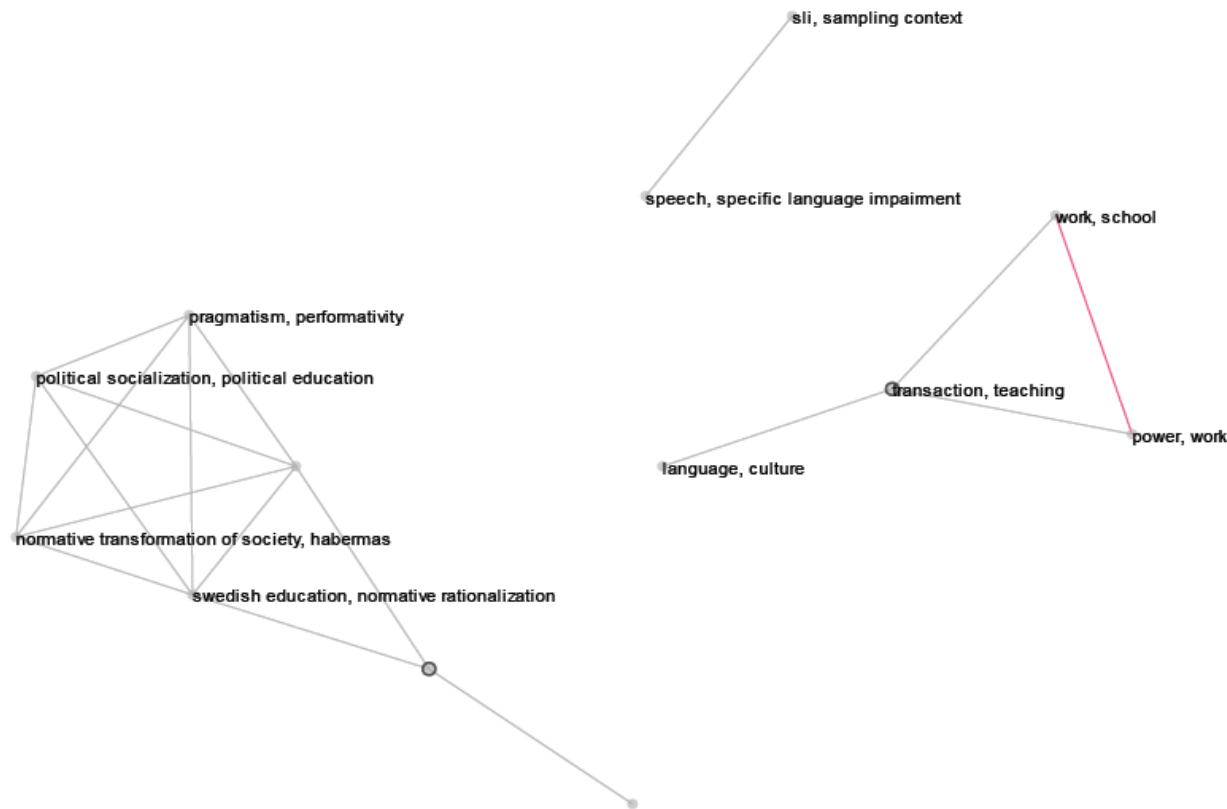 sli, sampling context
speech, specific language impairment
work, school
pragmatism, performativity
political socialization, political education
transaction, teaching
power, work
language, culture
normative transformation of society, habermas
swedish education, normative rationalization